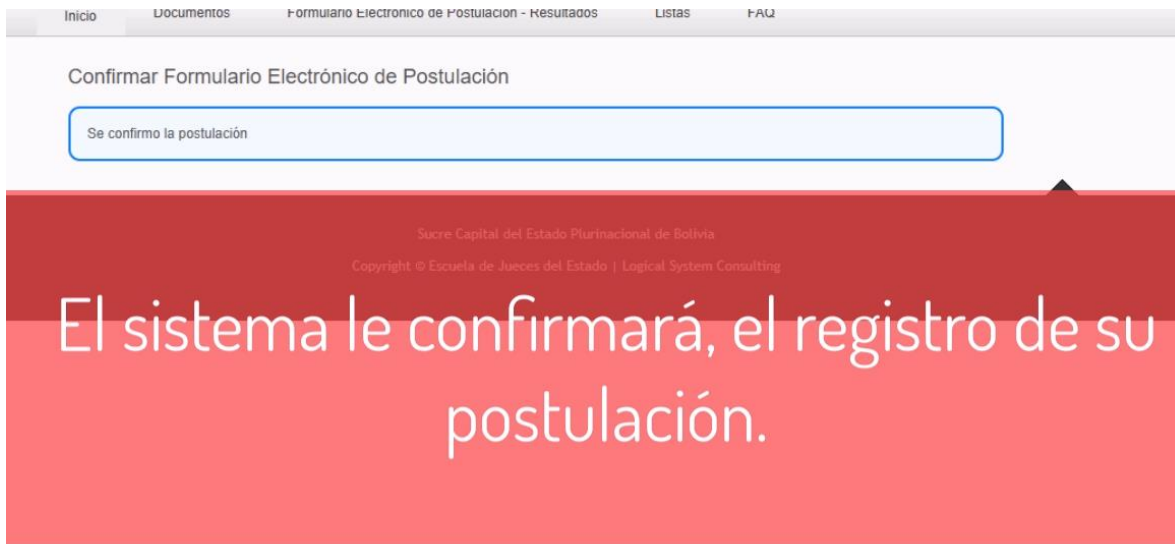 Inicio Documentos Formulario Electrónico de Postulación - Resultados Listas FAQ
Confirmar Formulario Electrónico de Postulación
Se confirmo la postulación
Sucre Capital del Estado Plurinacional de Bolivia
Copyright © Escuela de Jueces del Estado | Logical System Consulting
El sistema le confirmará, el registro de su
postulación.